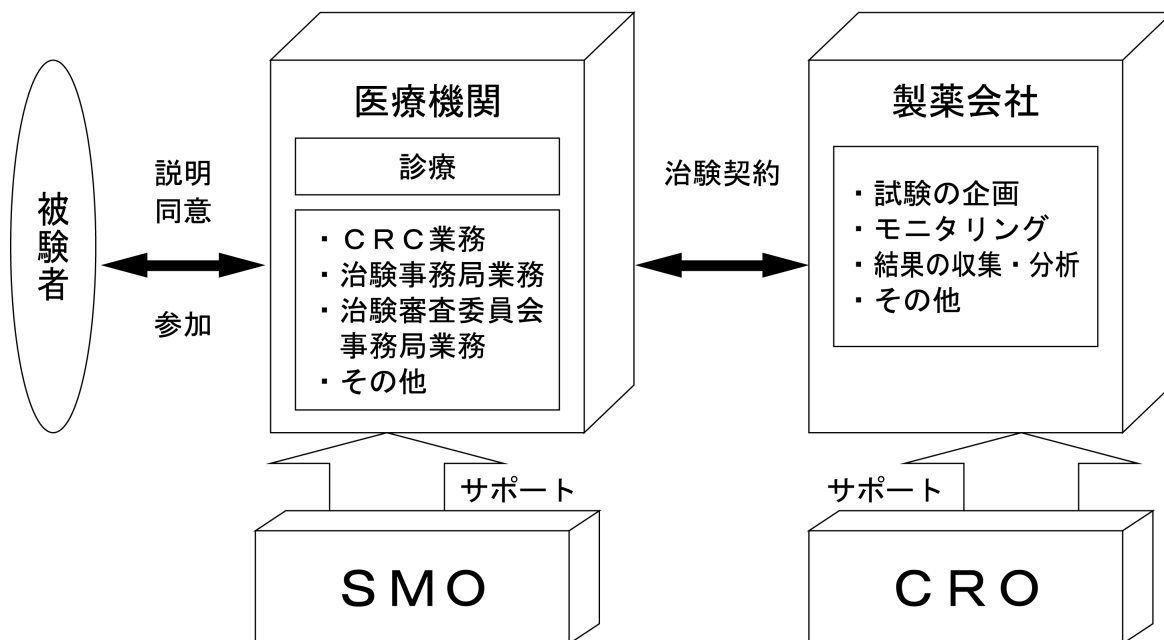 被験者
説明
同意
参加
医療機関
診療
・ＣＲＣ業務
・治験事務局業務
・治験審査委員会
事務局業務
・その他
治験契約
製薬会社
・試験の企画
・モニタリング
・結果の収集・分析
・その他
サポート
サポート
ＳＭＯ
ＣＲＯ